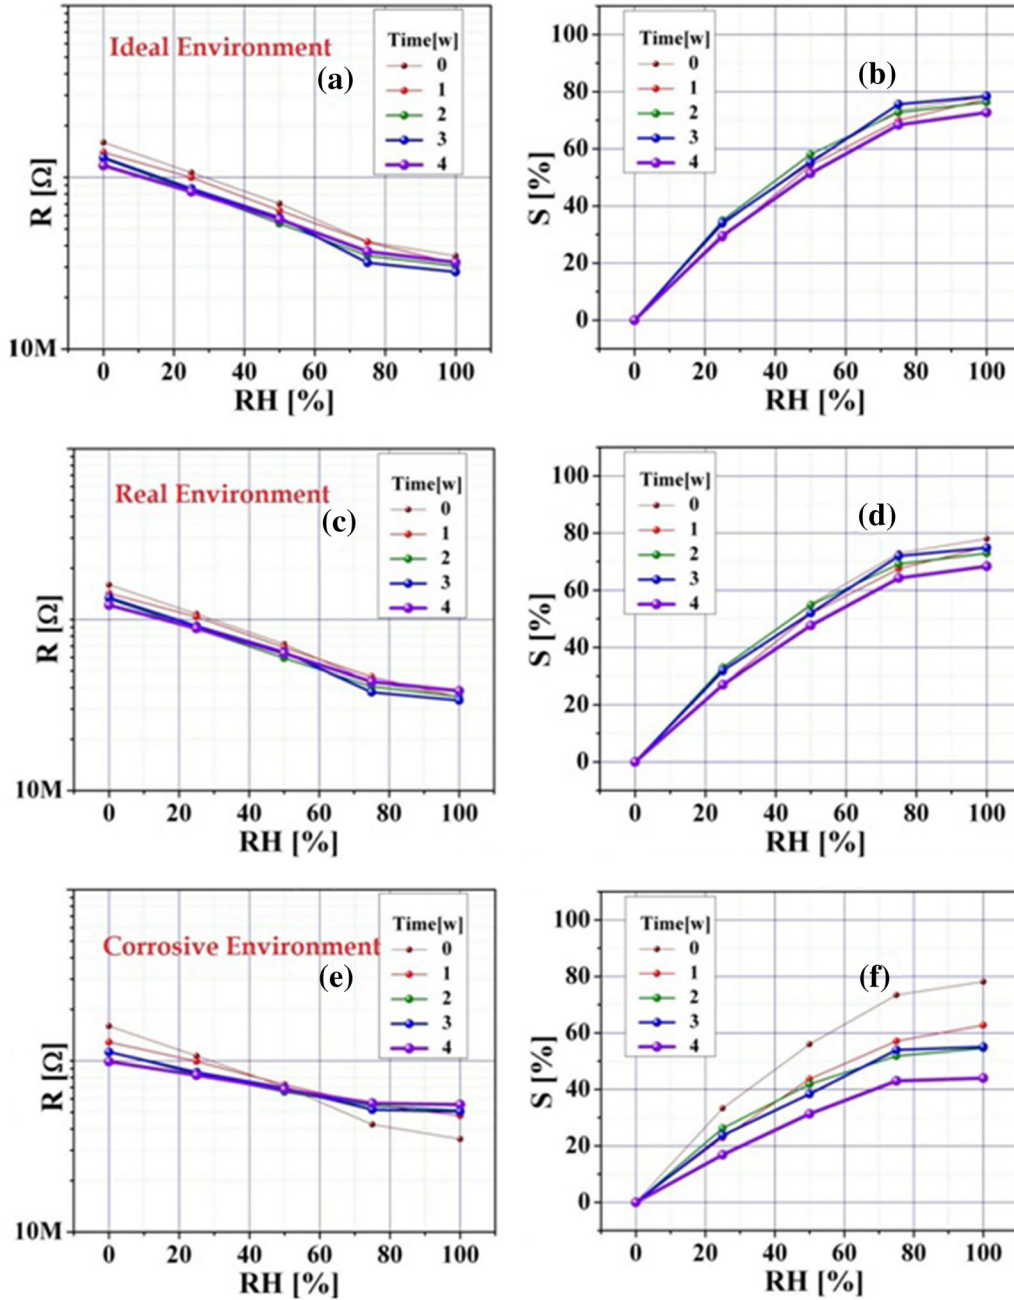 Ideal Environment
(a)
Time[w]
0
1
2
3
4
R [Ω]
10M
0 20 40 60 80 100
RH [%]
(b)
Time[w]
0
1
2
3
4
S [%]
100
80
60
40
20
0
0 20 40 60 80 100
RH [%]
Real Environment
(c)
Time[w]
0
1
2
3
4
R [Ω]
10M
0 20 40 60 80 100
RH [%]
(d)
Time[w]
0
1
2
3
4
S [%]
100
80
60
40
20
0
0 20 40 60 80 100
RH [%]
Corrosive Environment
(e)
Time[w]
0
1
2
3
4
R [Ω]
10M
0 20 40 60 80 100
RH [%]
(f)
Time[w]
0
1
2
3
4
S [%]
100
80
60
40
20
0
0 20 40 60 80 100
RH [%]